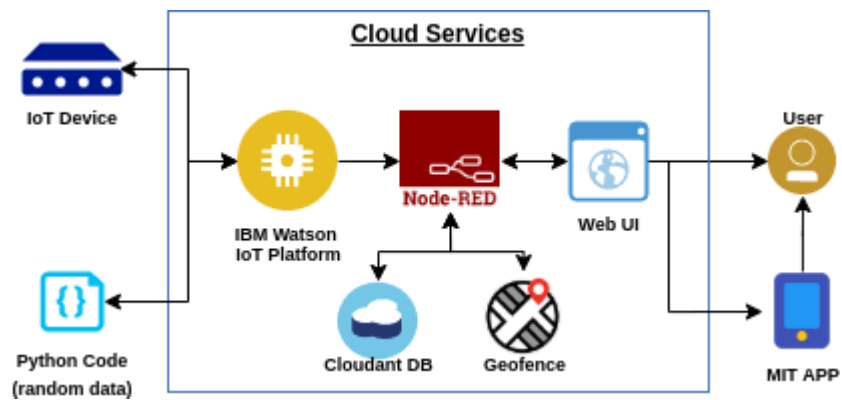 Cloud Services
IoT Device
User
Node-RED
Web UI
IBM Watson
IoT Platform
Python Code
(random data)
Cloudant DB
Geofence
MIT APP